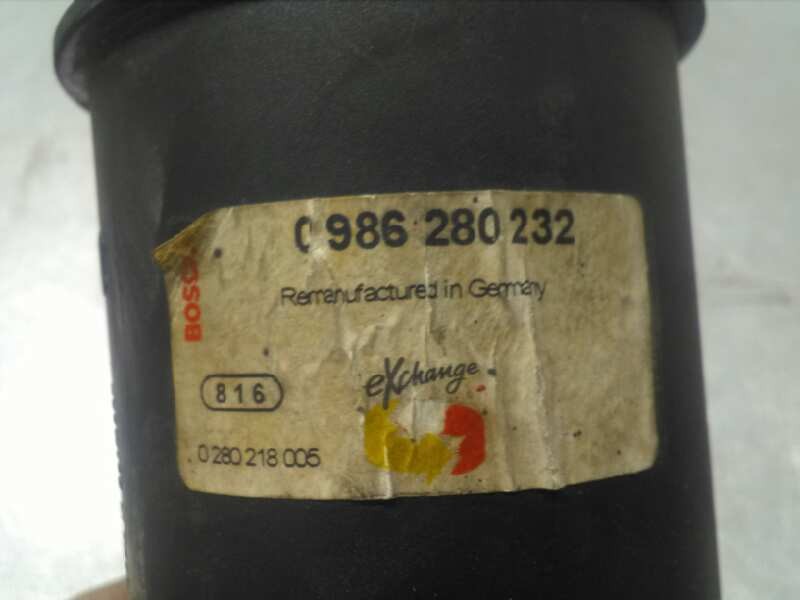 0 986 280 232
Remanufactured in Germany
BOSCH
eXchange
816
0 280 218 005